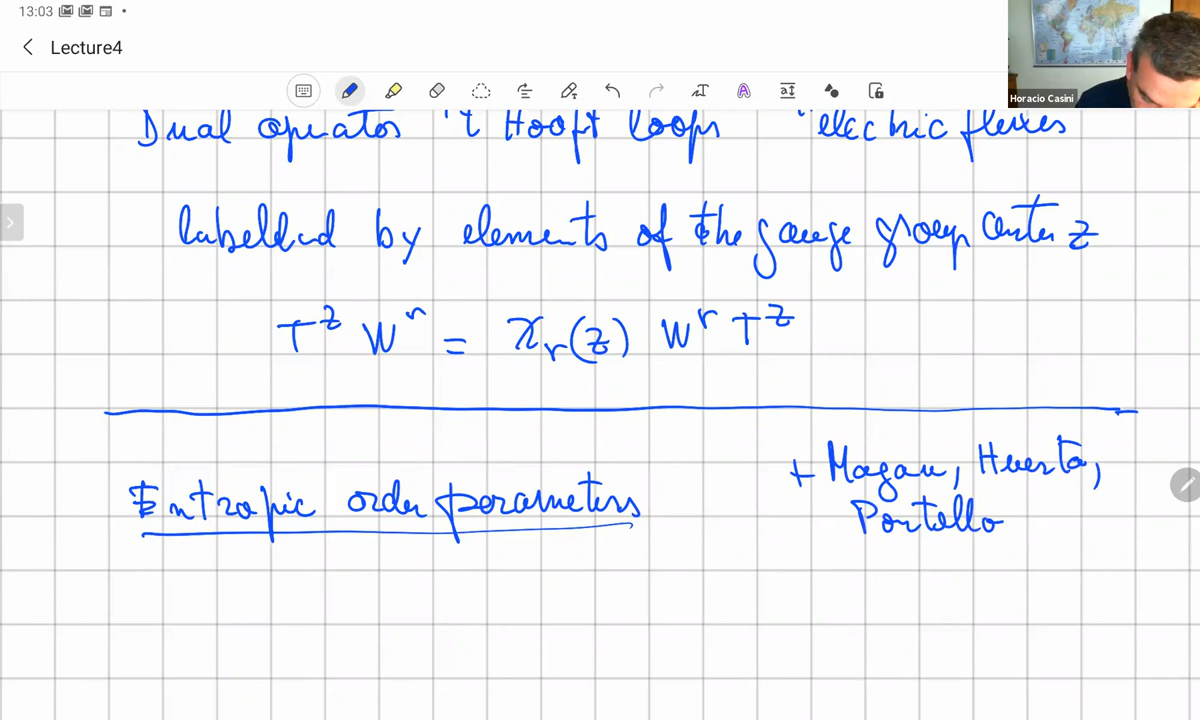 13:03
Lecture4
Horacio Casini
Dual operators 't Hooft loops "electric fluxes
labelled by elements of the gauge group center z
T^z W^r = χ_r(z) W^r T^z
Entropic order parameters
+ Magan, Huerta,
Pontello